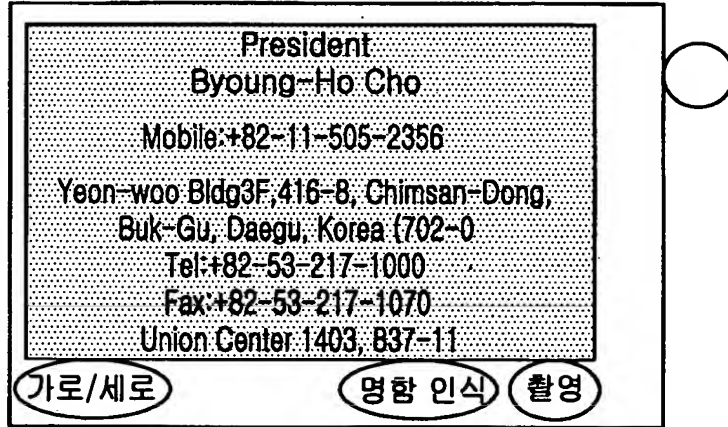 President
Byoung-Ho Cho
Mobile:+82-11-505-2356
Yeon-woo Bldg3F,416-8, Chimsan-Dong,
Buk-Gu, Daegu, Korea (702-0
Tel:+82-53-217-1000
Fax:+82-53-217-1070
Union Center 1403, 837-11
가로/세로 명함 인식 촬영